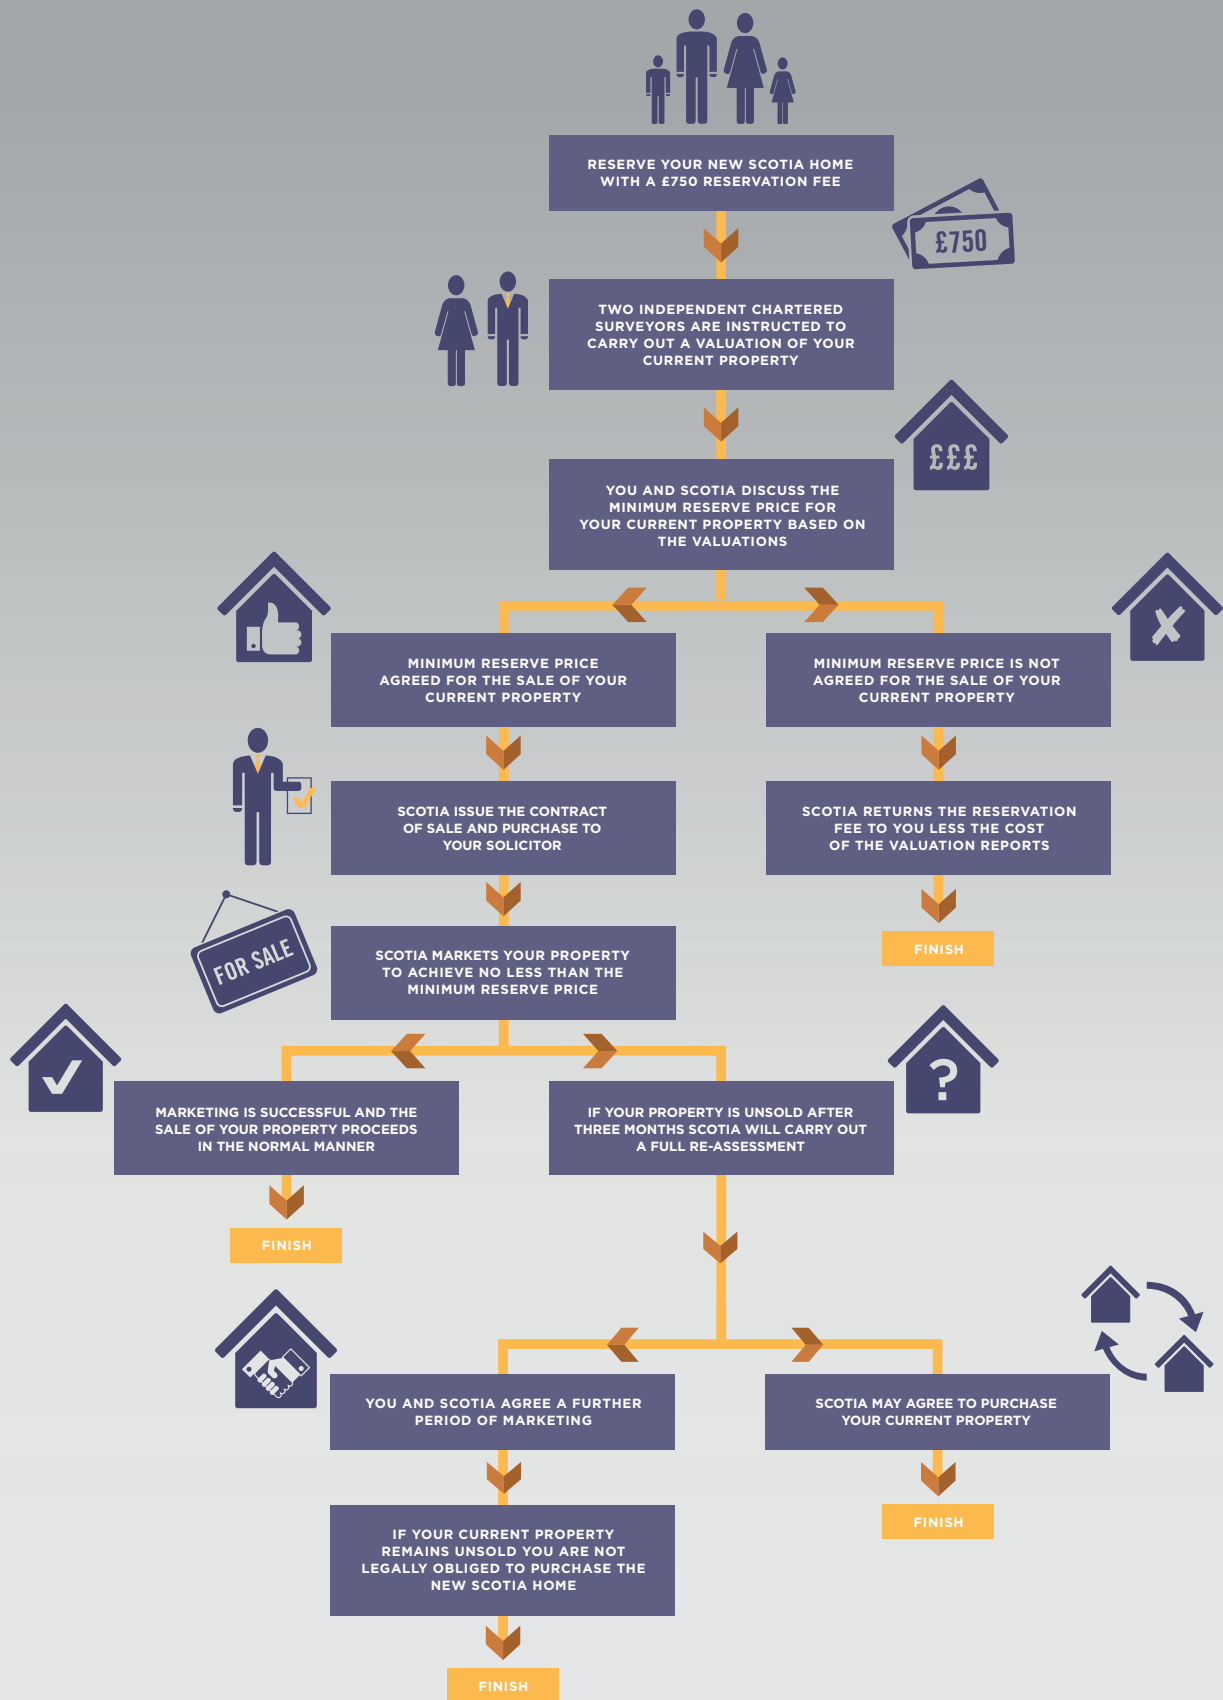 RESERVE YOUR NEW SCOTIA HOME
WITH A £750 RESERVATION FEE
£750
TWO INDEPENDENT CHARTERED
SURVEYORS ARE INSTRUCTED TO
CARRY OUT A VALUATION OF YOUR
CURRENT PROPERTY
£££
YOU AND SCOTIA DISCUSS THE
MINIMUM RESERVE PRICE FOR
YOUR CURRENT PROPERTY BASED ON
THE VALUATIONS
MINIMUM RESERVE PRICE
AGREED FOR THE SALE OF YOUR
CURRENT PROPERTY
MINIMUM RESERVE PRICE IS NOT
AGREED FOR THE SALE OF YOUR
CURRENT PROPERTY
SCOTIA ISSUE THE CONTRACT
OF SALE AND PURCHASE TO
YOUR SOLICITOR
SCOTIA RETURNS THE RESERVATION
FEE TO YOU LESS THE COST
OF THE VALUATION REPORTS
FINISH
FOR SALE
SCOTIA MARKETS YOUR PROPERTY
TO ACHIEVE NO LESS THAN THE
MINIMUM RESERVE PRICE
?
MARKETING IS SUCCESSFUL AND THE
SALE OF YOUR PROPERTY PROCEEDS
IN THE NORMAL MANNER
FINISH
IF YOUR PROPERTY IS UNSOLD AFTER
THREE MONTHS SCOTIA WILL CARRY OUT
A FULL RE-ASSESSMENT
YOU AND SCOTIA AGREE A FURTHER
PERIOD OF MARKETING
SCOTIA MAY AGREE TO PURCHASE
YOUR CURRENT PROPERTY
FINISH
IF YOUR CURRENT PROPERTY
REMAINS UNSOLD YOU ARE NOT
LEGALLY OBLIGED TO PURCHASE THE
NEW SCOTIA HOME
FINISH